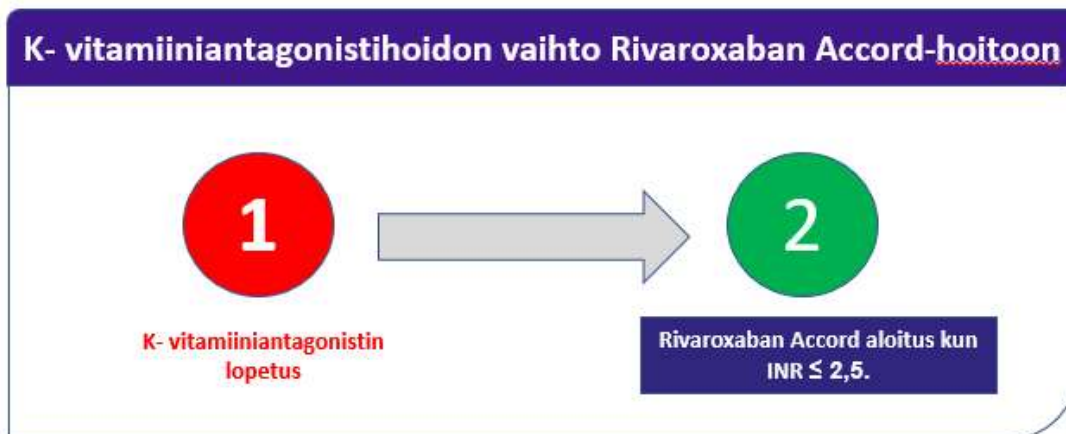 K- vitamiiniantagonistihoidon vaihto Rivaroxaban Accord-hoitoon
1
2
K- vitamiiniantagonistin
lopetus
Rivaroxaban Accord aloitus kun
INR ≤ 2,5.